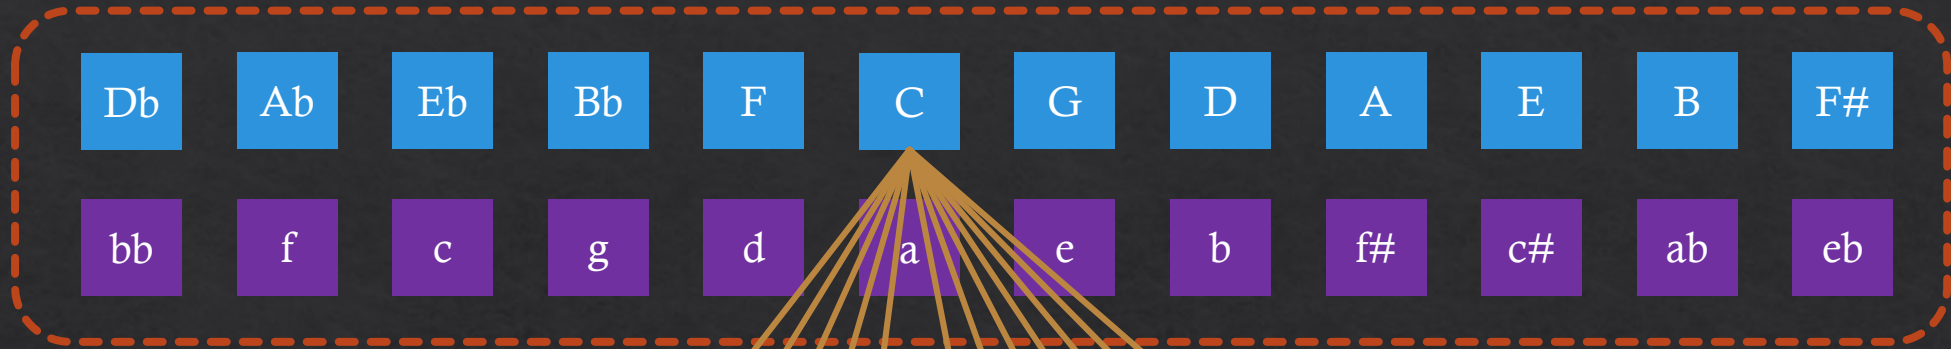 Db Ab Eb Bb F C G D A E B F#
bb f c g d a e b f# c# ab eb